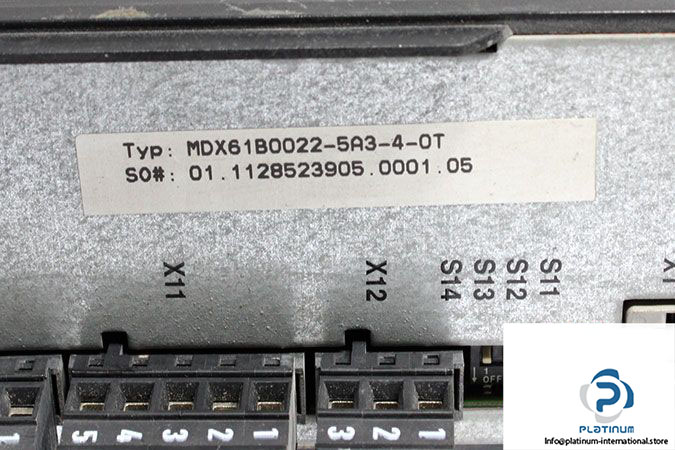 Typ: MDX61B0022-5A3-4-0T
SO#: 01.1128523905.0001.05
X11
X12
S14
S13
S12
S11
1
OFF
5 4 3 2 1
3 2 1
PLATINUM
info@platinum-international.store